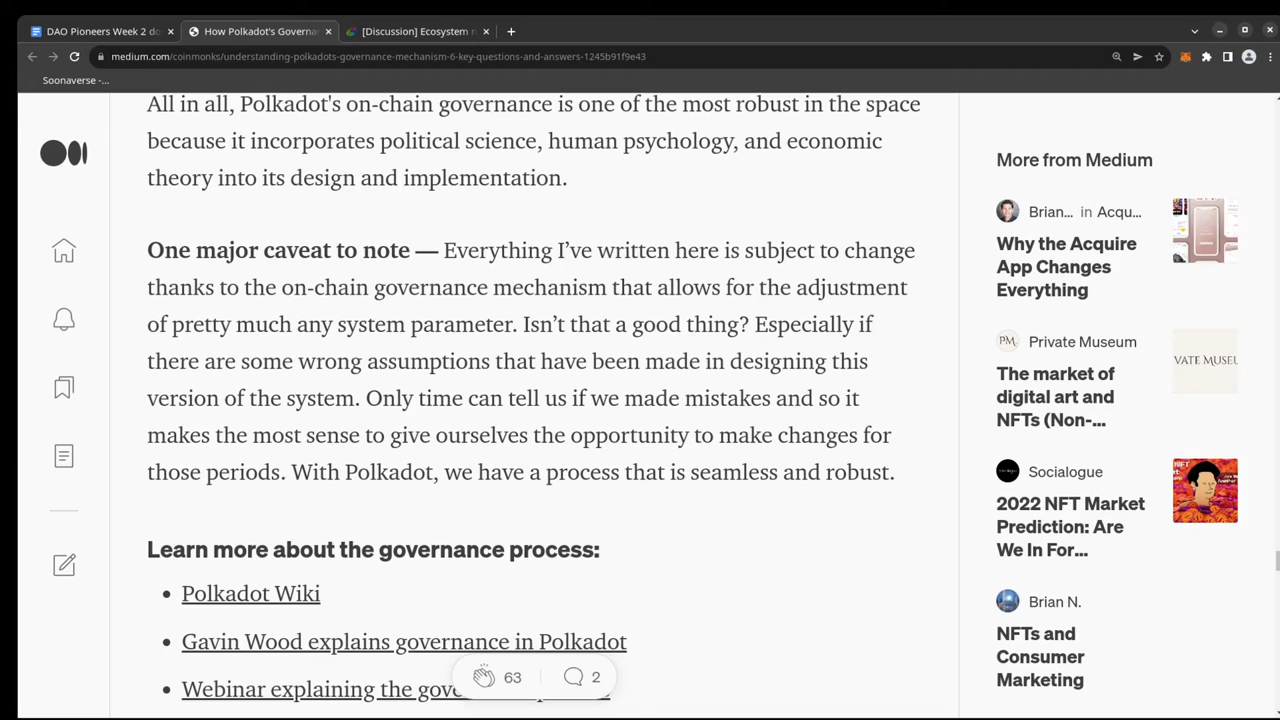 DAO Pioneers Week 2 do
How Polkadot's Governa
[Discussion] Ecosystem n
medium.com/coinmonks/understanding-polkadots-governance-mechanism-6-key-questions-and-answers-1245b91f9e43
Soonaverse -...
All in all, Polkadot's on-chain governance is one of the most robust in the space
because it incorporates political science, human psychology, and economic
theory into its design and implementation.
One major caveat to note — Everything I've written here is subject to change
thanks to the on-chain governance mechanism that allows for the adjustment
of pretty much any system parameter. Isn't that a good thing? Especially if
there are some wrong assumptions that have been made in designing this
version of the system. Only time can tell us if we made mistakes and so it
makes the most sense to give ourselves the opportunity to make changes for
those periods. With Polkadot, we have a process that is seamless and robust.
Learn more about the governance process:
Polkadot Wiki
Gavin Wood explains governance in Polkadot
Webinar explaining the gove
63
2
More from Medium
Brian... in Acqu...
Why the Acquire
App Changes
Everything
Private Museum
PM.
VATE MUSEU
The market of
digital art and
NFTs (Non-...
Socialogue
2022 NFT Market
Prediction: Are
We In For...
Brian N.
NFTs and
Consumer
Marketing